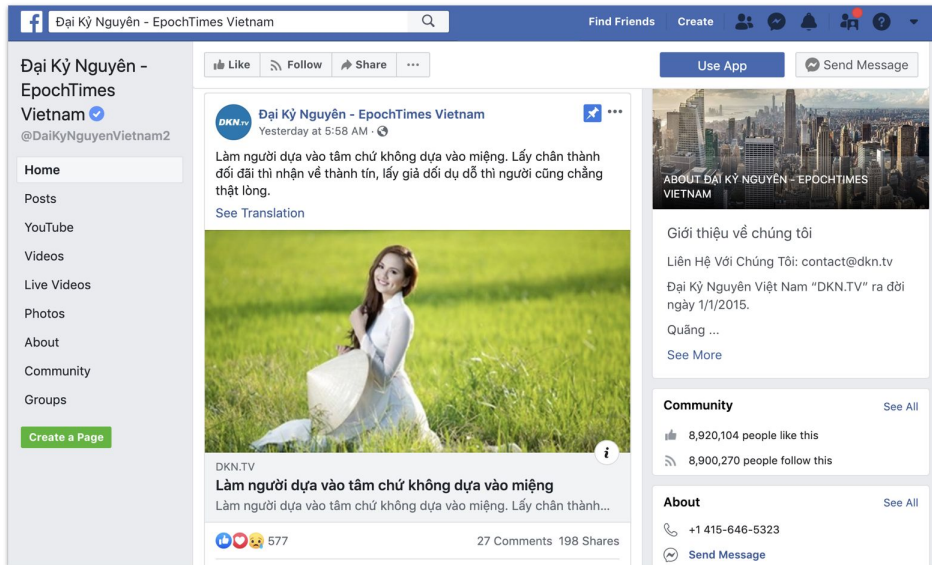 Đại Kỷ Nguyên - EpochTimes Vietnam
Find Friends
Create
Đại Kỷ Nguyên -
EpochTimes
Vietnam
@DaiKyNguyenVietnam2
Home
Posts
YouTube
Videos
Live Videos
Photos
About
Community
Groups
Create a Page
Like
Follow
Share
Use App
Send Message
DKN.TV
Đại Kỷ Nguyên - EpochTimes Vietnam
Yesterday at 5:58 AM ·
Làm người dựa vào tâm chứ không dựa vào miệng. Lấy chân thành
đối đãi thì nhận về thành tín, lấy giả dối dụ dỗ thì người cũng chẳng
thật lòng.
See Translation
DKN.TV
Làm người dựa vào tâm chứ không dựa vào miệng
Làm người dựa vào tâm chứ không dựa vào miệng. Lấy chân thành...
577
27 Comments 198 Shares
ABOUT ĐẠI KỶ NGUYÊN - EPOCHTIMES
VIETNAM
Giới thiệu về chúng tôi
Liên Hệ Với Chúng Tôi: contact@dkn.tv
Đại Kỷ Nguyên Việt Nam “DKN.TV” ra đời
ngày 1/1/2015.
Quãng ...
See More
Community
See All
8,920,104 people like this
8,900,270 people follow this
About
See All
+1 415-646-5323
Send Message